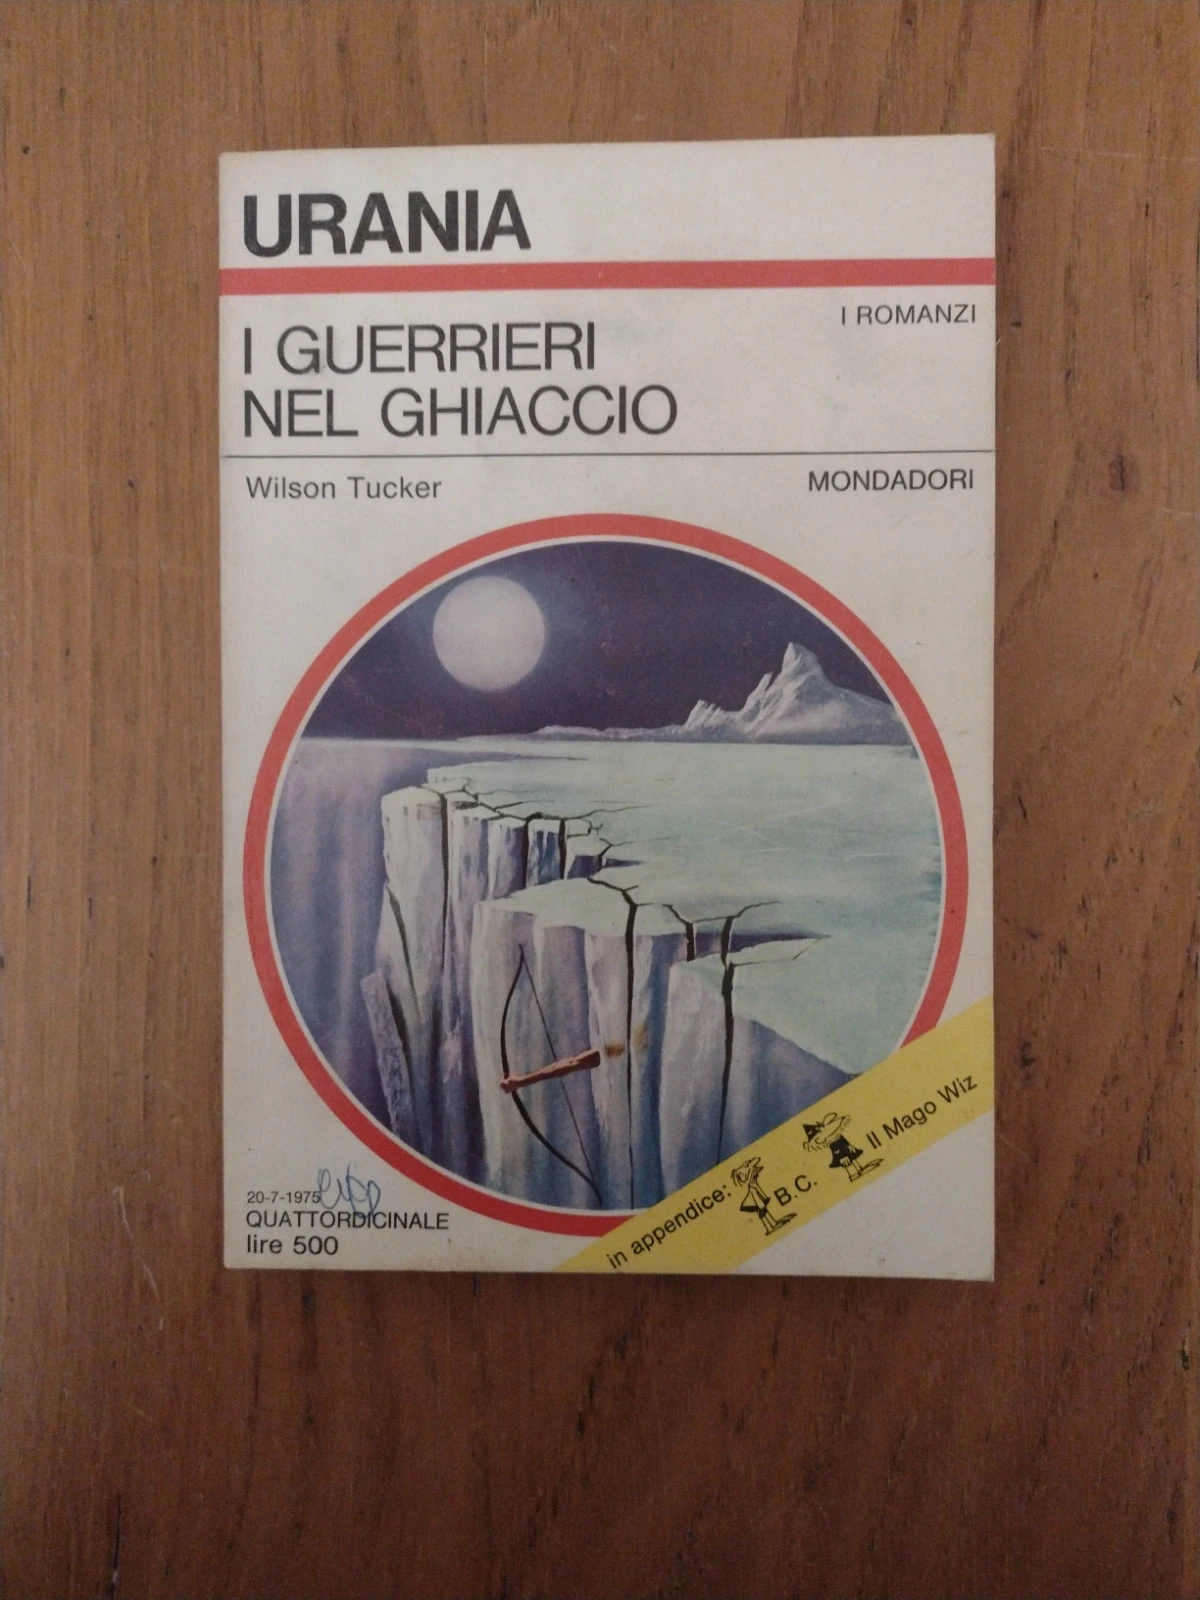 URANIA
I ROMANZI
I GUERRIERI
NEL GHIACCIO
Wilson Tucker
MONDADORI
20-7-1975
QUATTORDICINALE
lire 500
in appendice: B.C. Il Mago Wiz